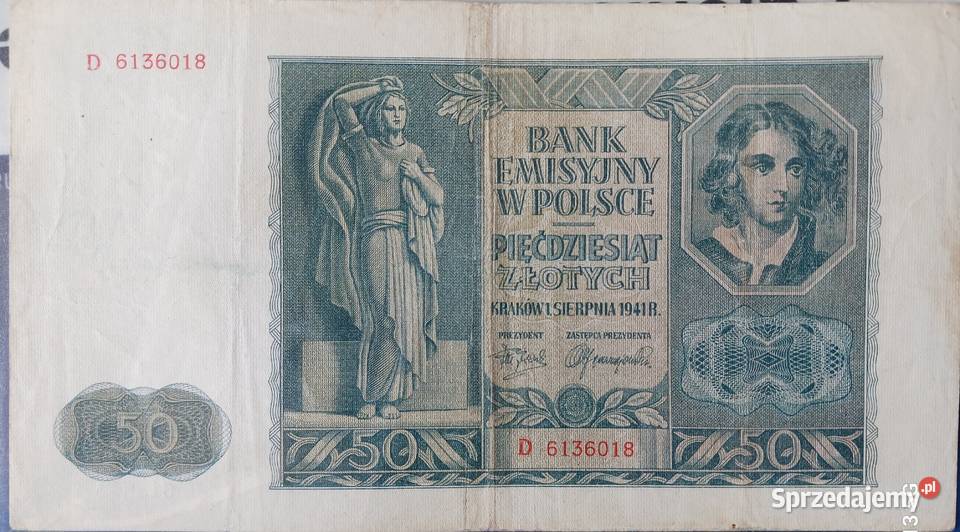 D 6136018
BANK
EMISYJNY
W POLSCE
PIĘĆDZIESIĄT
ZŁOTYCH
KRAKÓW 1. SIERPNIA 1941 R.
PREZYDENT ZASTĘPCA PREZYDENTA
50
50
D 6136018
50
Sprzedajemy.pl